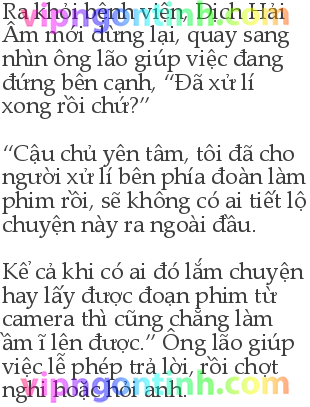 vipngontinh.com
Ra khỏi bệnh viện, Dịch Hải
Âm mới dừng lại, quay sang
nhìn ông lão giúp việc đang
đứng bên cạnh, “Đã xử lí
xong rồi chứ?”
“Cậu chủ yên tâm, tôi đã cho
người xử lí bên phía đoàn làm
phim rồi, sẽ không có ai tiết lộ
chuyện này ra ngoài đâu.
Kể cả khi có ai đó lắm chuyện
hay lấy được đoạn phim từ
camera thì cũng chẳng làm
ầm ĩ lên được.” Ông lão giúp
việc lễ phép trả lời, rồi chợt
nghi hoặc hỏi anh.
vipngontinh.com